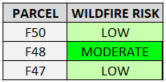 PARCEL WILDFIRE RISK
F50 LOW
F48 MODERATE
F47 LOW